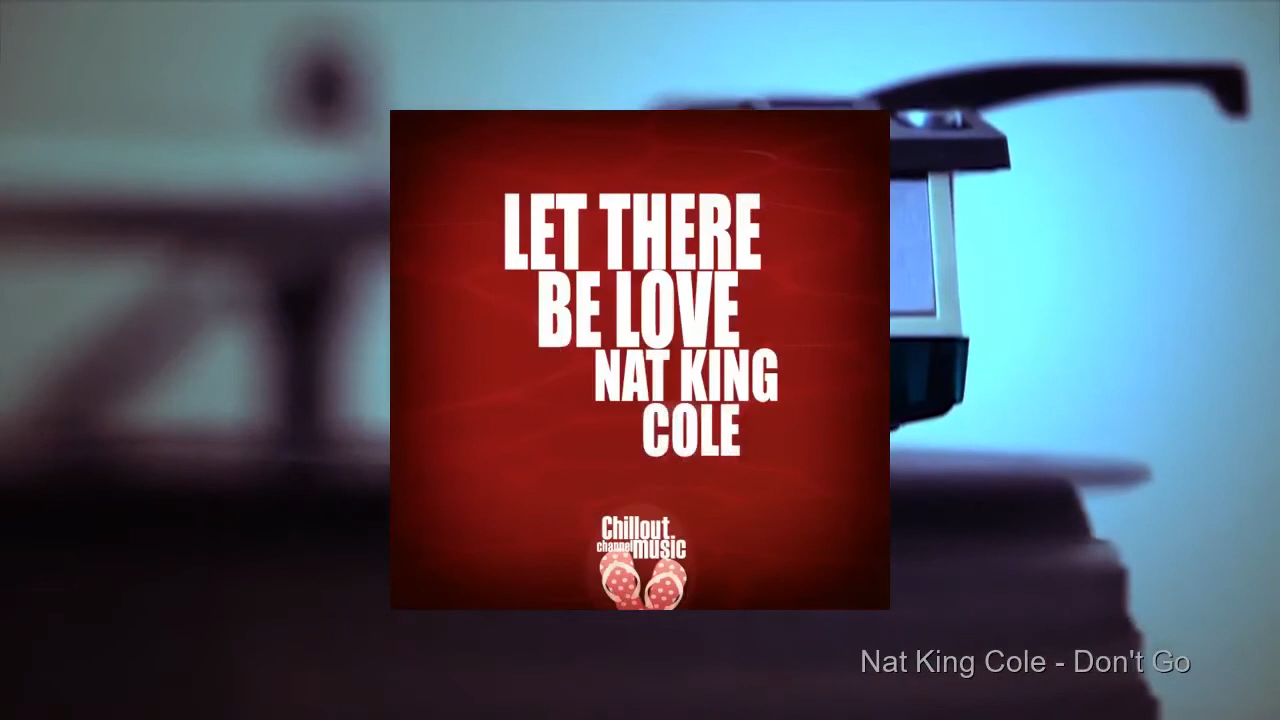 LET THERE
BE LOVE
NAT KING
COLE
Chillout
channel music
Nat King Cole - Don't Go